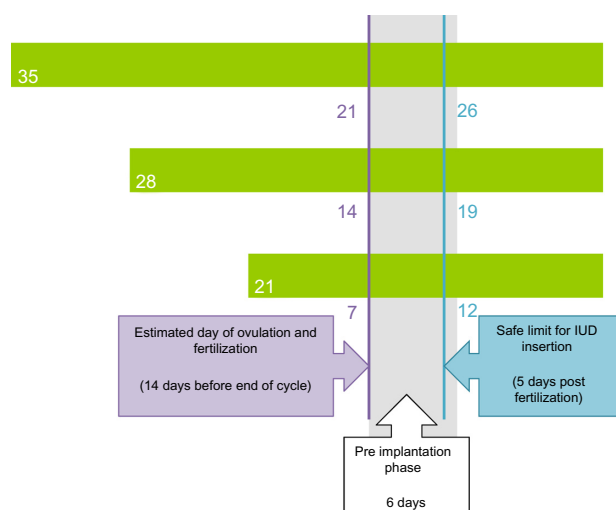 35
21
26
28
14
19
21
7
12
Estimated day of ovulation and
fertilization
(14 days before end of cycle)
Safe limit for IUD
insertion
(5 days post
fertilization)
Pre implantation
phase
6 days